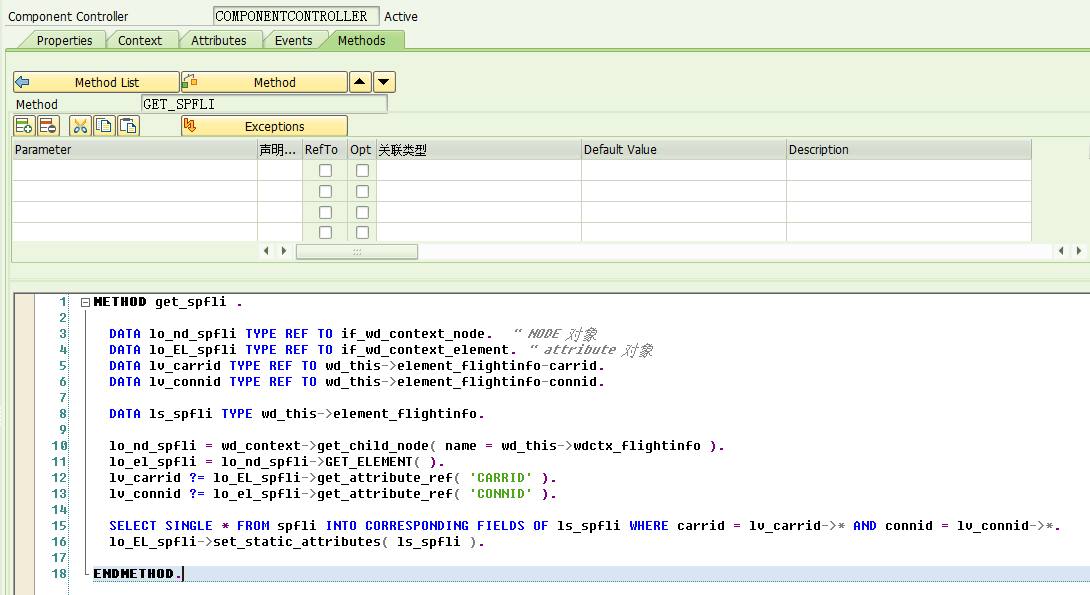 Component Controller COMPONENTCONTROLLER Active
Properties Context Attributes Events Methods
Method List Method
Method GET_SPFLI
Exceptions
Parameter 声明... RefTo Opt 关联类型 Default Value Description
1 METHOD get_spfli .
2
3 DATA lo_nd_spfli TYPE REF TO if_wd_context_node. " NODE 对象
4 DATA lo_EL_spfli TYPE REF TO if_wd_context_element. " attribute 对象
5 DATA lv_carrid TYPE REF TO wd_this->element_flightinfo-carrid.
6 DATA lv_connid TYPE REF TO wd_this->element_flightinfo-connid.
7
8 DATA ls_spfli TYPE wd_this->element_flightinfo.
9
10 lo_nd_spfli = wd_context->get_child_node( name = wd_this->wdctx_flightinfo ).
11 lo_el_spfli = lo_nd_spfli->GET_ELEMENT( ).
12 lv_carrid ?= lo_EL_spfli->get_attribute_ref( 'CARRID' ).
13 lv_connid ?= lo_el_spfli->get_attribute_ref( 'CONNID' ).
14
15 SELECT SINGLE * FROM spfli INTO CORRESPONDING FIELDS OF ls_spfli WHERE carrid = lv_carrid->* AND connid = lv_connid->*.
16 lo_EL_spfli->set_static_attributes( ls_spfli ).
17
18 ENDMETHOD.